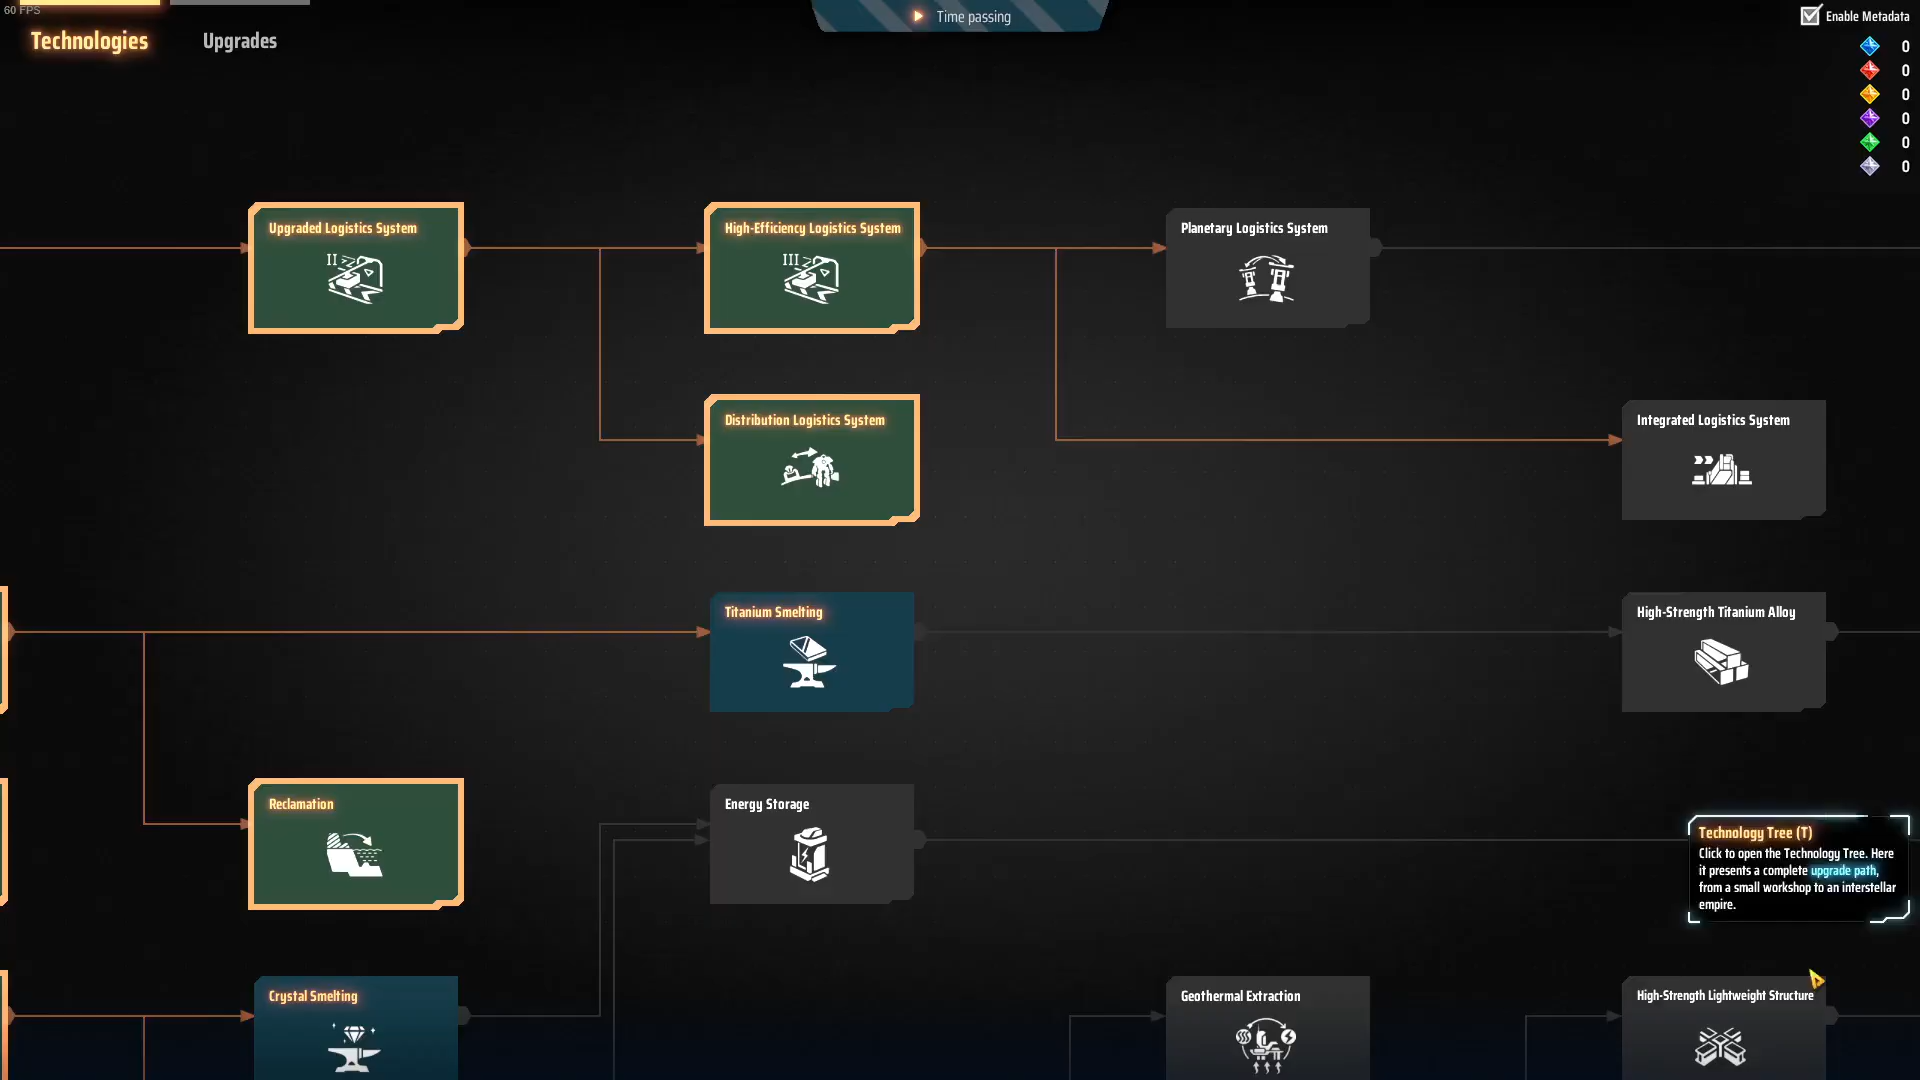 60 FPS
Time passing
Enable Metadata
Technologies
Upgrades
0
0
0
0
0
0
Upgraded Logistics System
II
High-Efficiency Logistics System
III
Planetary Logistics System
Distribution Logistics System
Integrated Logistics System
Titanium Smelting
High-Strength Titanium Alloy
Reclamation
Energy Storage
Technology Tree (T)
Click to open the Technology Tree. Here
it presents a complete upgrade path,
from a small workshop to an interstellar
empire.
Crystal Smelting
Geothermal Extraction
High-Strength Lightweight Structure